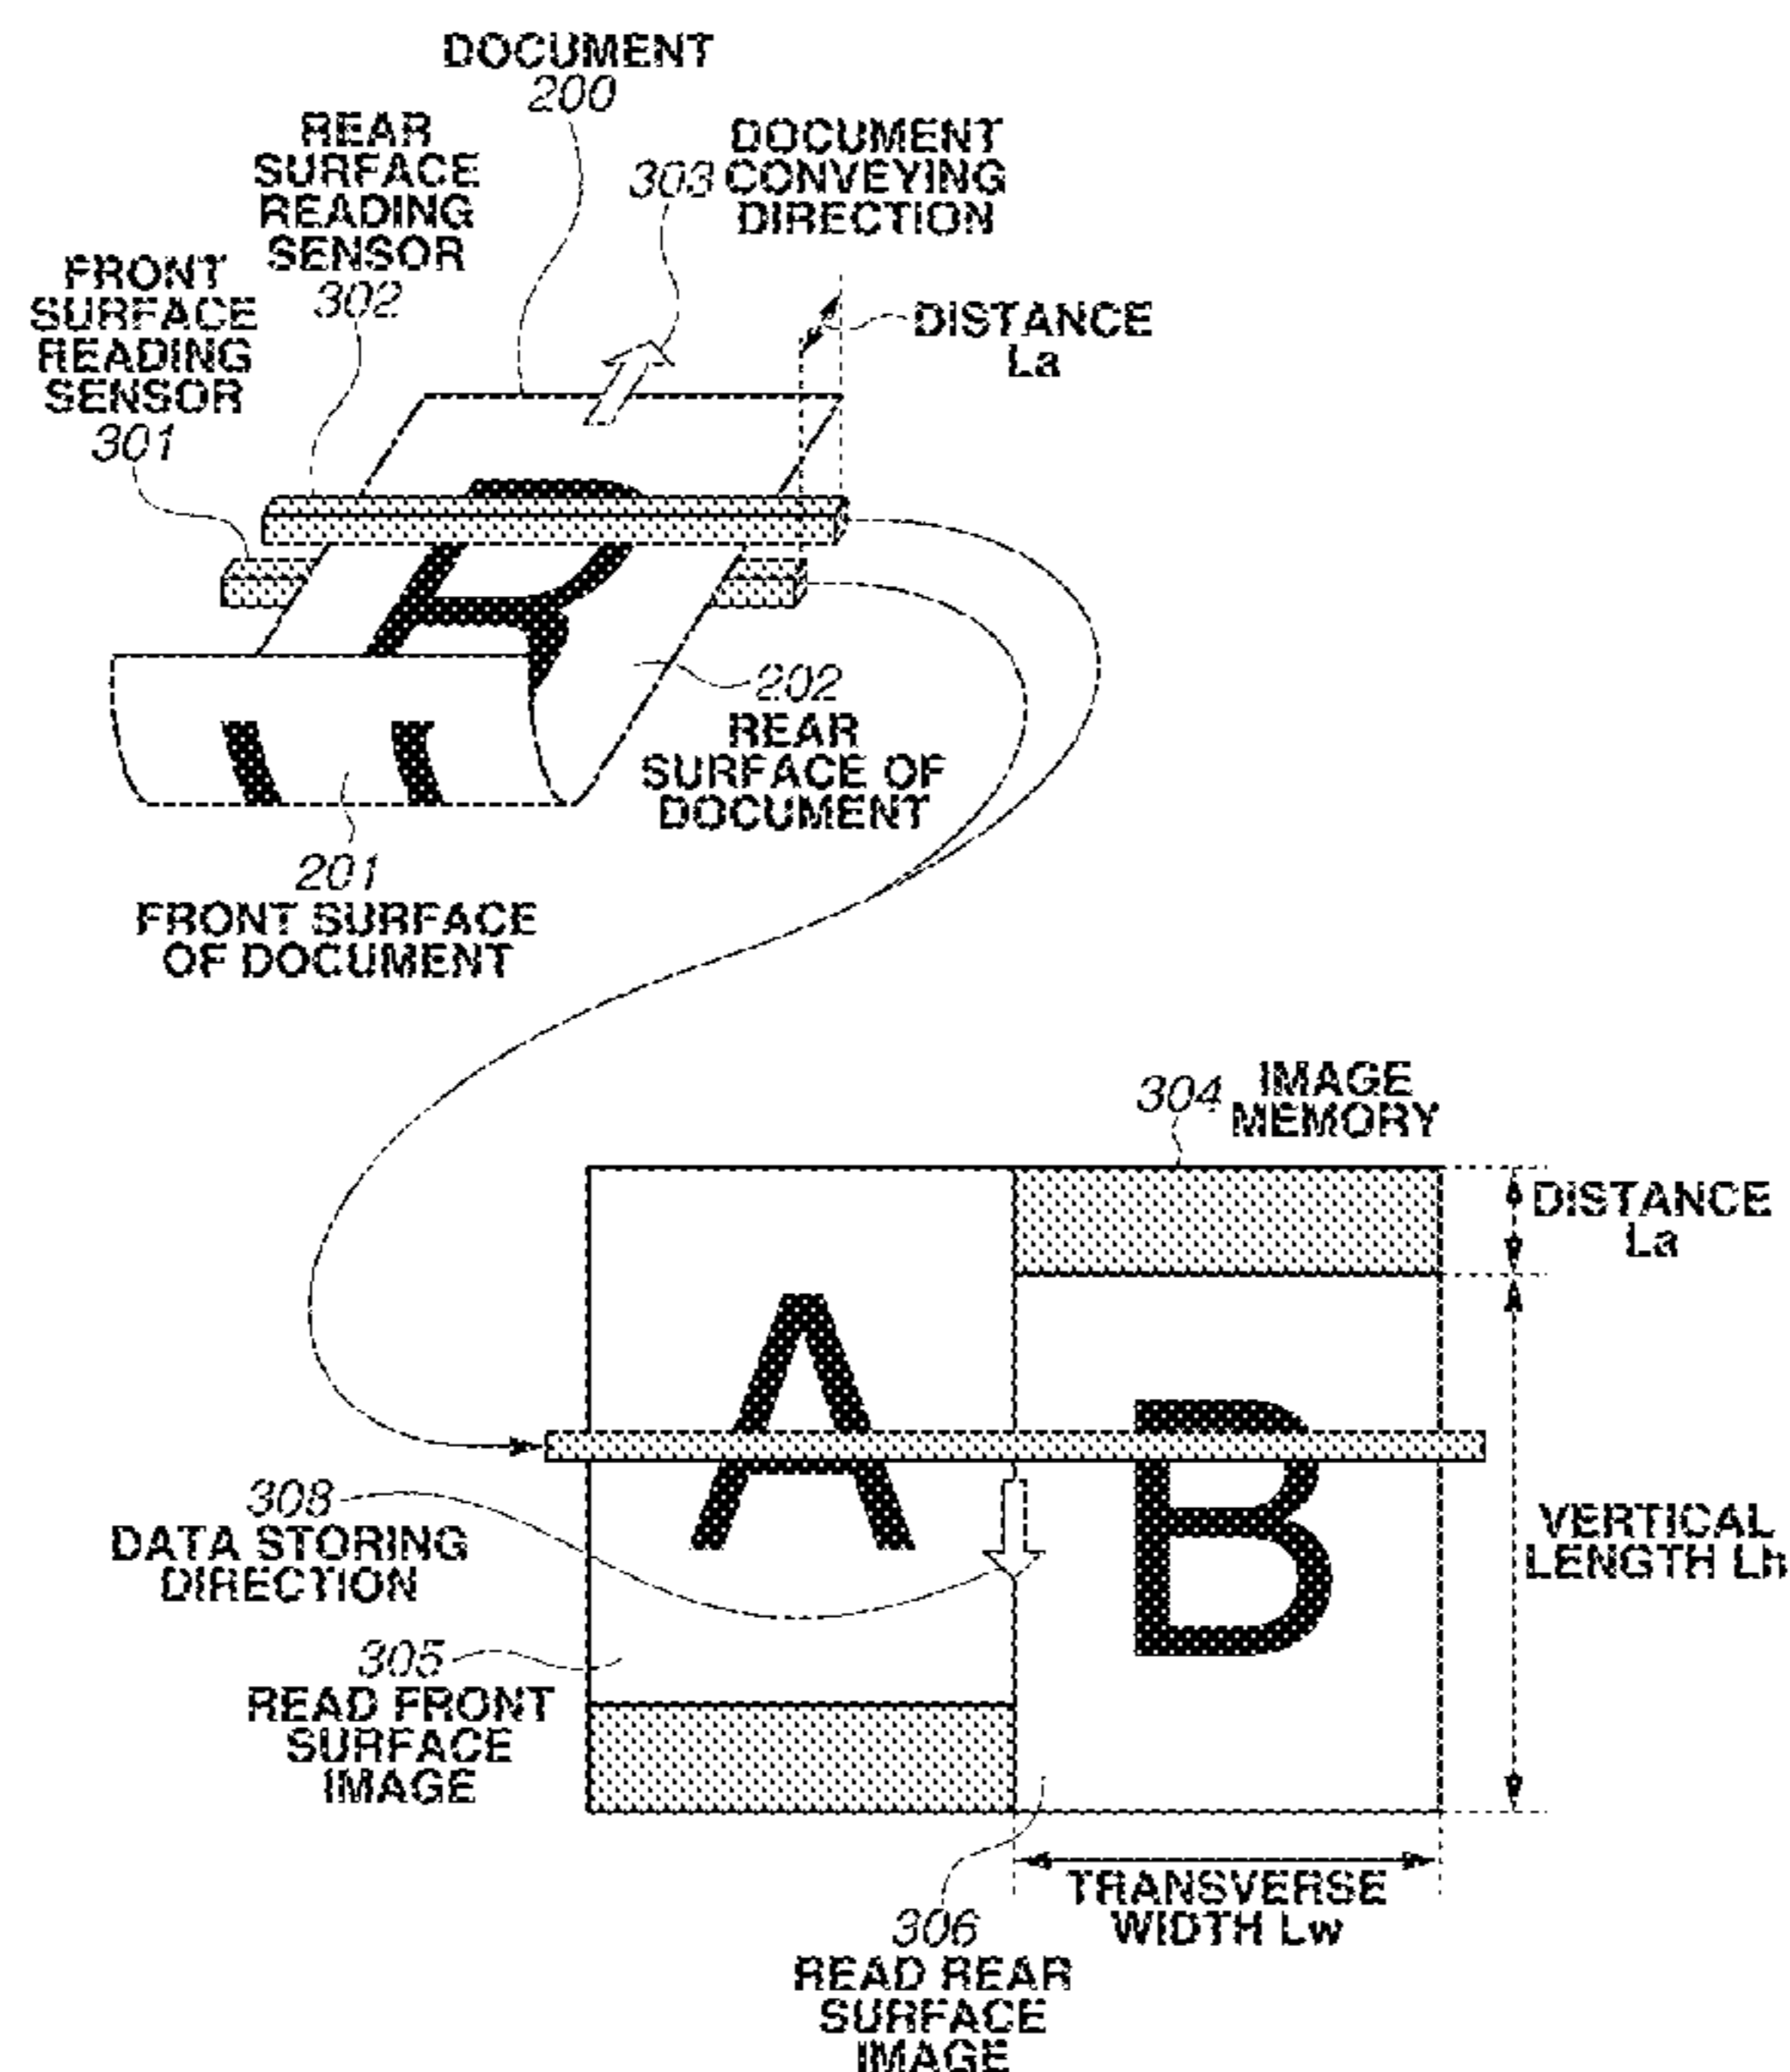 DOCUMENT
200
REAR
SURFACE
READING
SENSOR
302
303 DOCUMENT
CONVEYING
DIRECTION
FRONT
SURFACE
READING
SENSOR
301
DISTANCE
La
202
REAR
SURFACE OF
DOCUMENT
201
FRONT SURFACE
OF DOCUMENT
304 IMAGE
MEMORY
DISTANCE
La
A
B
308
DATA STORING
DIRECTION
VERTICAL
LENGTH Lh
305
READ FRONT
SURFACE
IMAGE
TRANSVERSE
WIDTH Lw
306
READ REAR
SURFACE
IMAGE